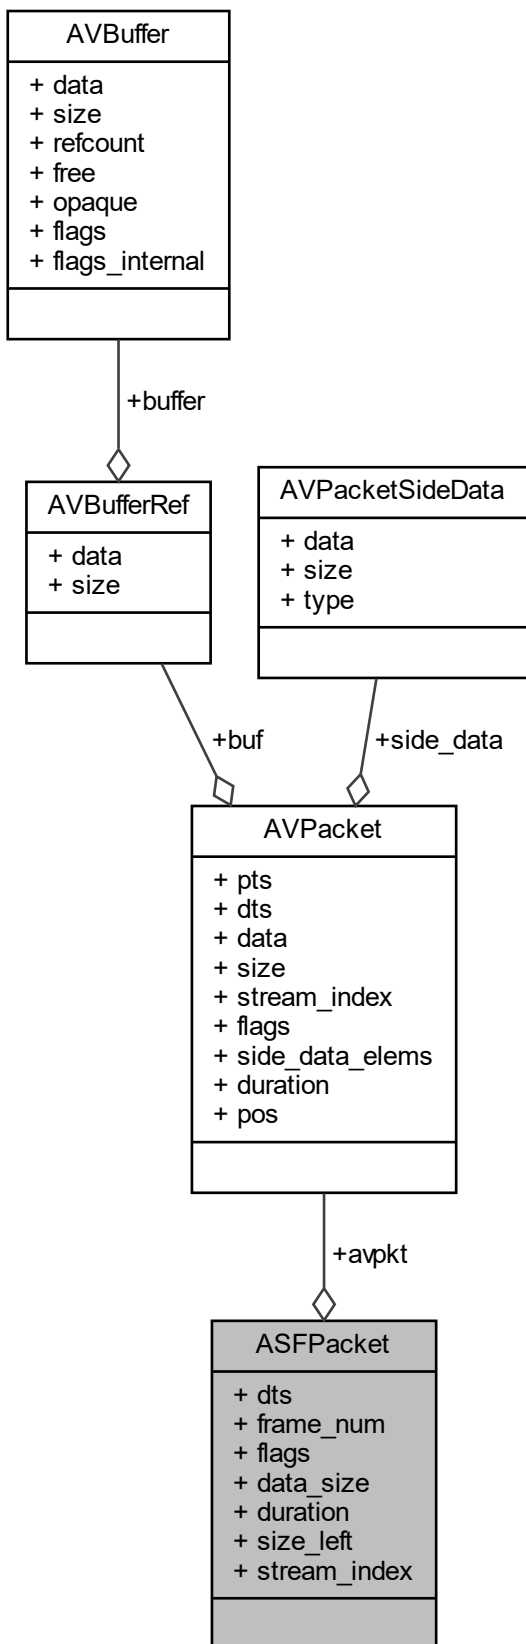 AVBuffer
+ data
+ size
+ refcount
+ free
+ opaque
+ flags
+ flags_internal
+buffer
AVBufferRef
+ data
+ size
AVPacketSideData
+ data
+ size
+ type
+buf
+side_data
AVPacket
+ pts
+ dts
+ data
+ size
+ stream_index
+ flags
+ side_data_elems
+ duration
+ pos
+avpkt
ASFPacket
+ dts
+ frame_num
+ flags
+ data_size
+ duration
+ size_left
+ stream_index